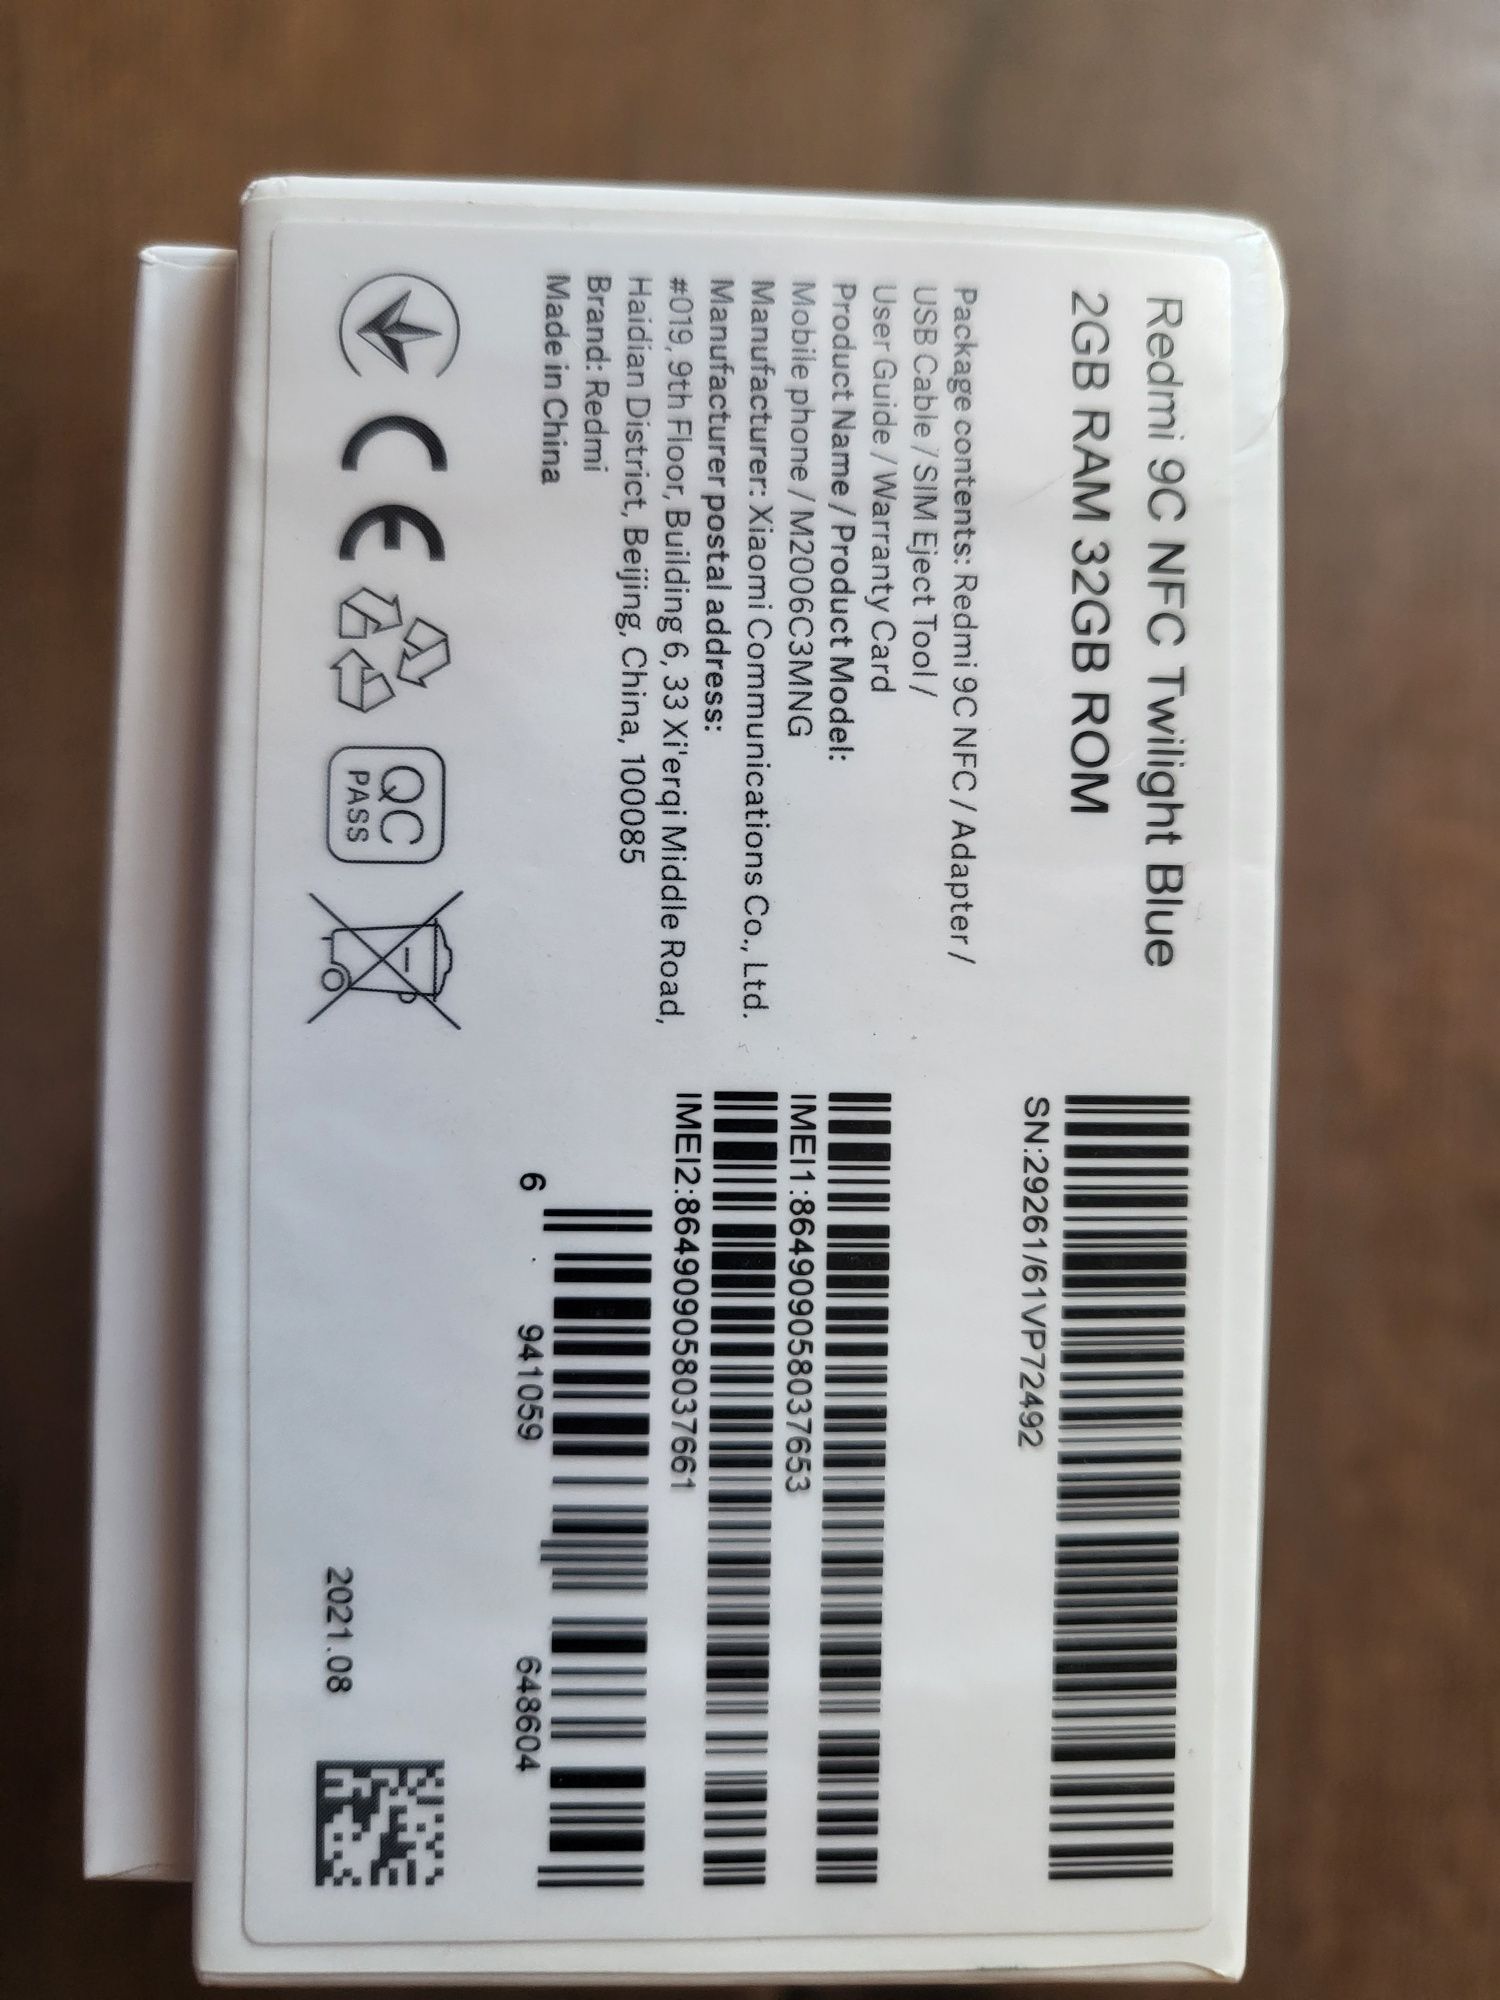 Redmi 9C NFC Twilight Blue
2GB RAM 32GB ROM
Package contents: Redmi 9C NFC / Adapter /
USB Cable / SIM Eject Tool /
User Guide / Warranty Card
Product Name / Product Model:
Mobile phone / M2006C3MNG
Manufacturer: Xiaomi Communications Co., Ltd.
Manufacturer postal address:
#019, 9th Floor, Building 6, 33 Xi'erqi Middle Road,
Haidian District, Beijing, China, 100085
Brand: Redmi
Made in China
CE
QC
PASS
SN:29261/61VP72492
IMEI1:864909058037653
IMEI2:864909058037661
6 941059 648604
2021.08